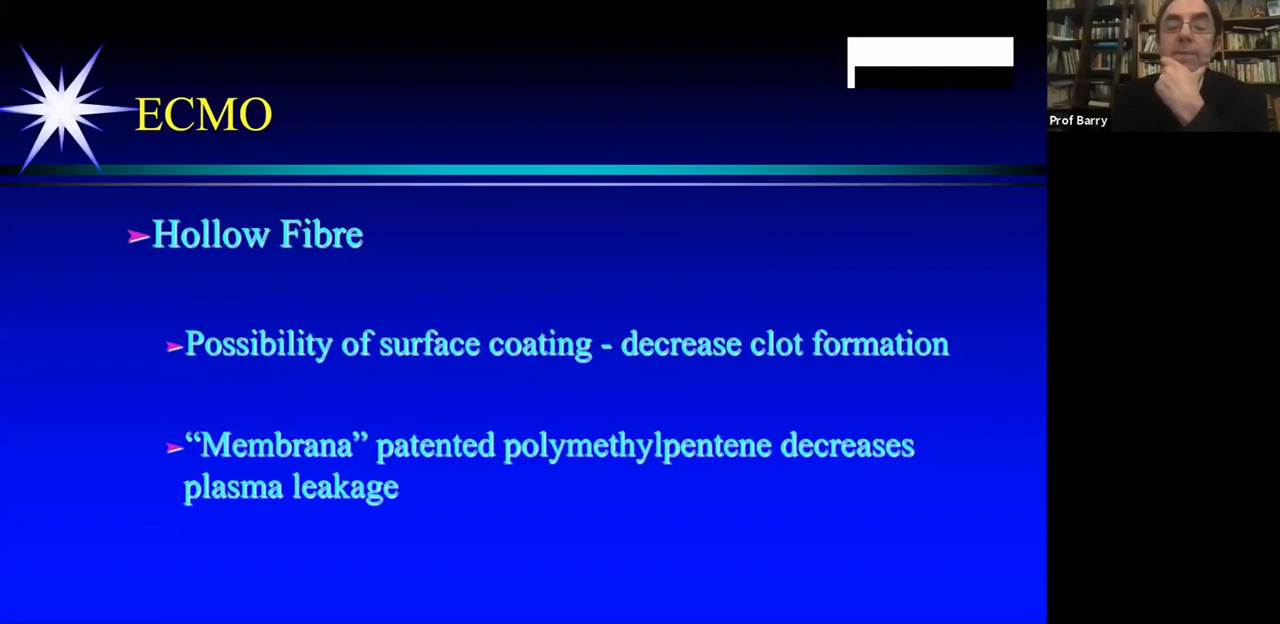 ECMO
Prof Barry
Hollow Fibre
Possibility of surface coating - decrease clot formation
“Membrana” patented polymethylpentene decreases
plasma leakage